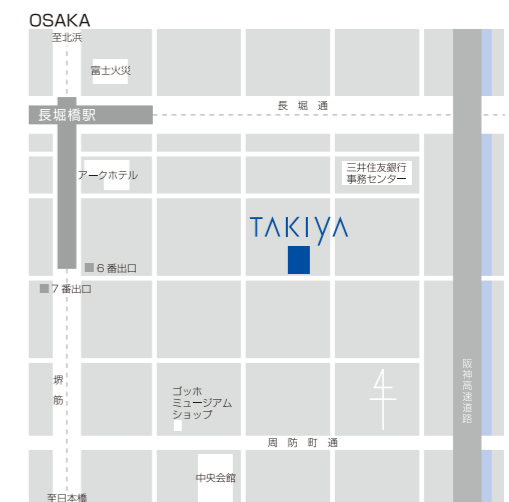 OSAKA
至北浜
富士火災
長堀橋駅
長堀通
アークホテル
三井住友銀行
事務センター
TAKIYA
6番出口
7番出口
阪神高速道路
堺筋
ゴッホ
ミュージアム
ショップ
周防町通
中央会館
至日本橋